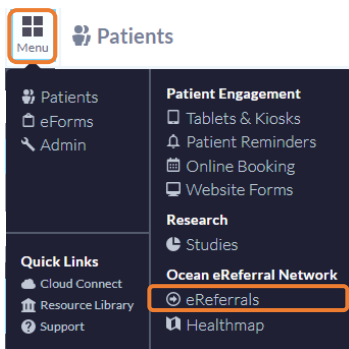 Menu
Patients
Patients
eForms
Admin
Quick Links
Cloud Connect
Resource Library
Support
Patient Engagement
Tablets & Kiosks
Patient Reminders
Online Booking
Website Forms
Research
Studies
Ocean eReferral Network
eReferrals
Healthmap